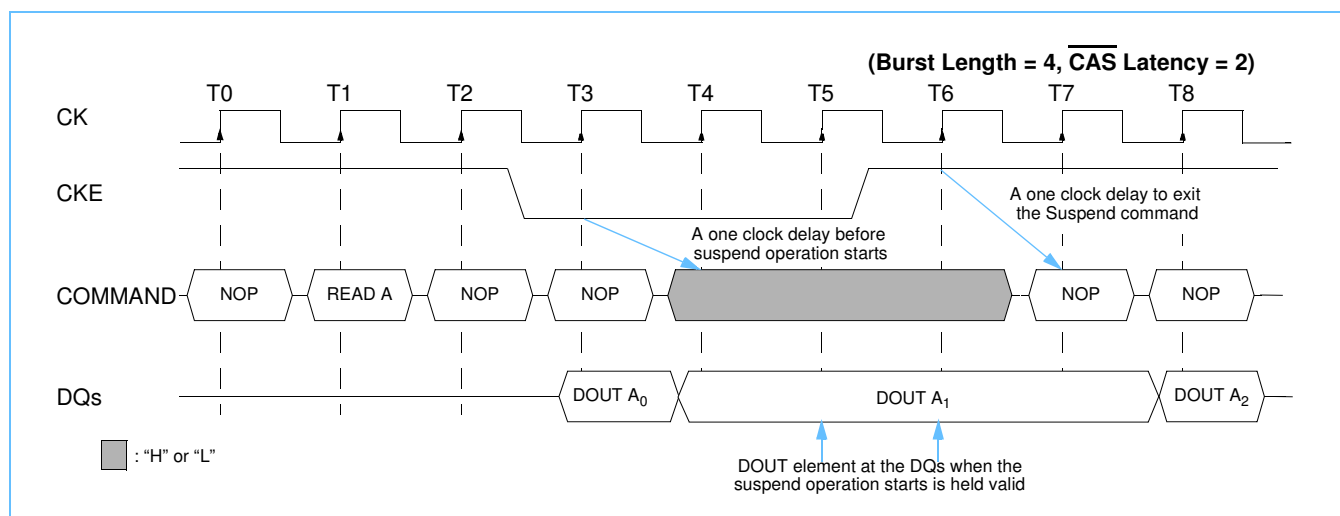 (Burst Length = 4, CAS Latency = 2)
T0 T1 T2 T3 T4 T5 T6 T7 T8
CK
CKE
A one clock delay to exit
the Suspend command
A one clock delay before
suspend operation starts
COMMAND NOP READ A NOP NOP NOP NOP
DQs DOUT A0 DOUT A1 DOUT A2
: “H” or “L”
DOUT element at the DQs when the
suspend operation starts is held valid